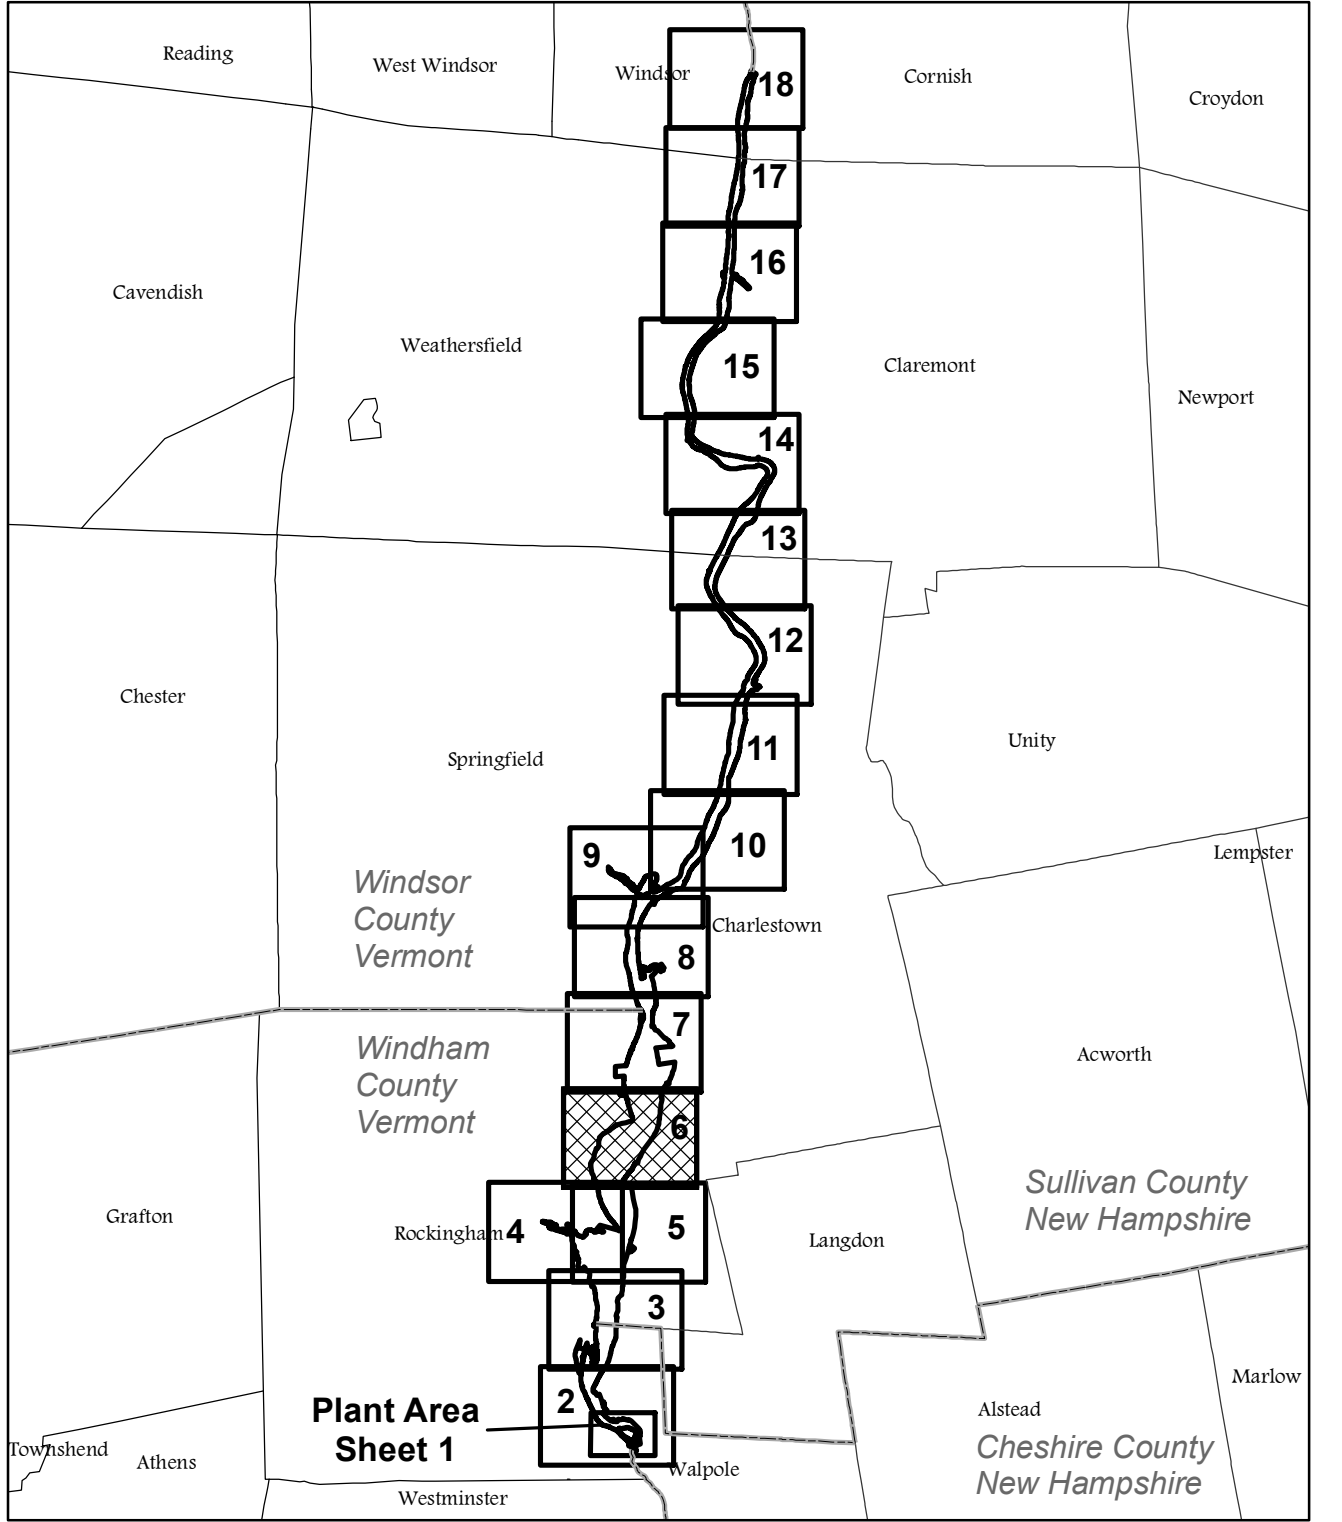 Reading
West Windsor
Windsor
18
Cornish
Croydon
17
16
Cavendish
Weathersfield
15
Claremont
Newport
14
13
12
Chester
Springfield
11
Unity
10
9
Lempster
Windsor
County
Vermont
Charlestown
8
7
Windham
County
Vermont
Acworth
6
Sullivan County
New Hampshire
Grafton
Rockingham
4
5
Langdon
3
Marlow
2
Plant Area
Sheet 1
Alstead
Cheshire County
New Hampshire
Townshend
Athens
Walpole
Westminster